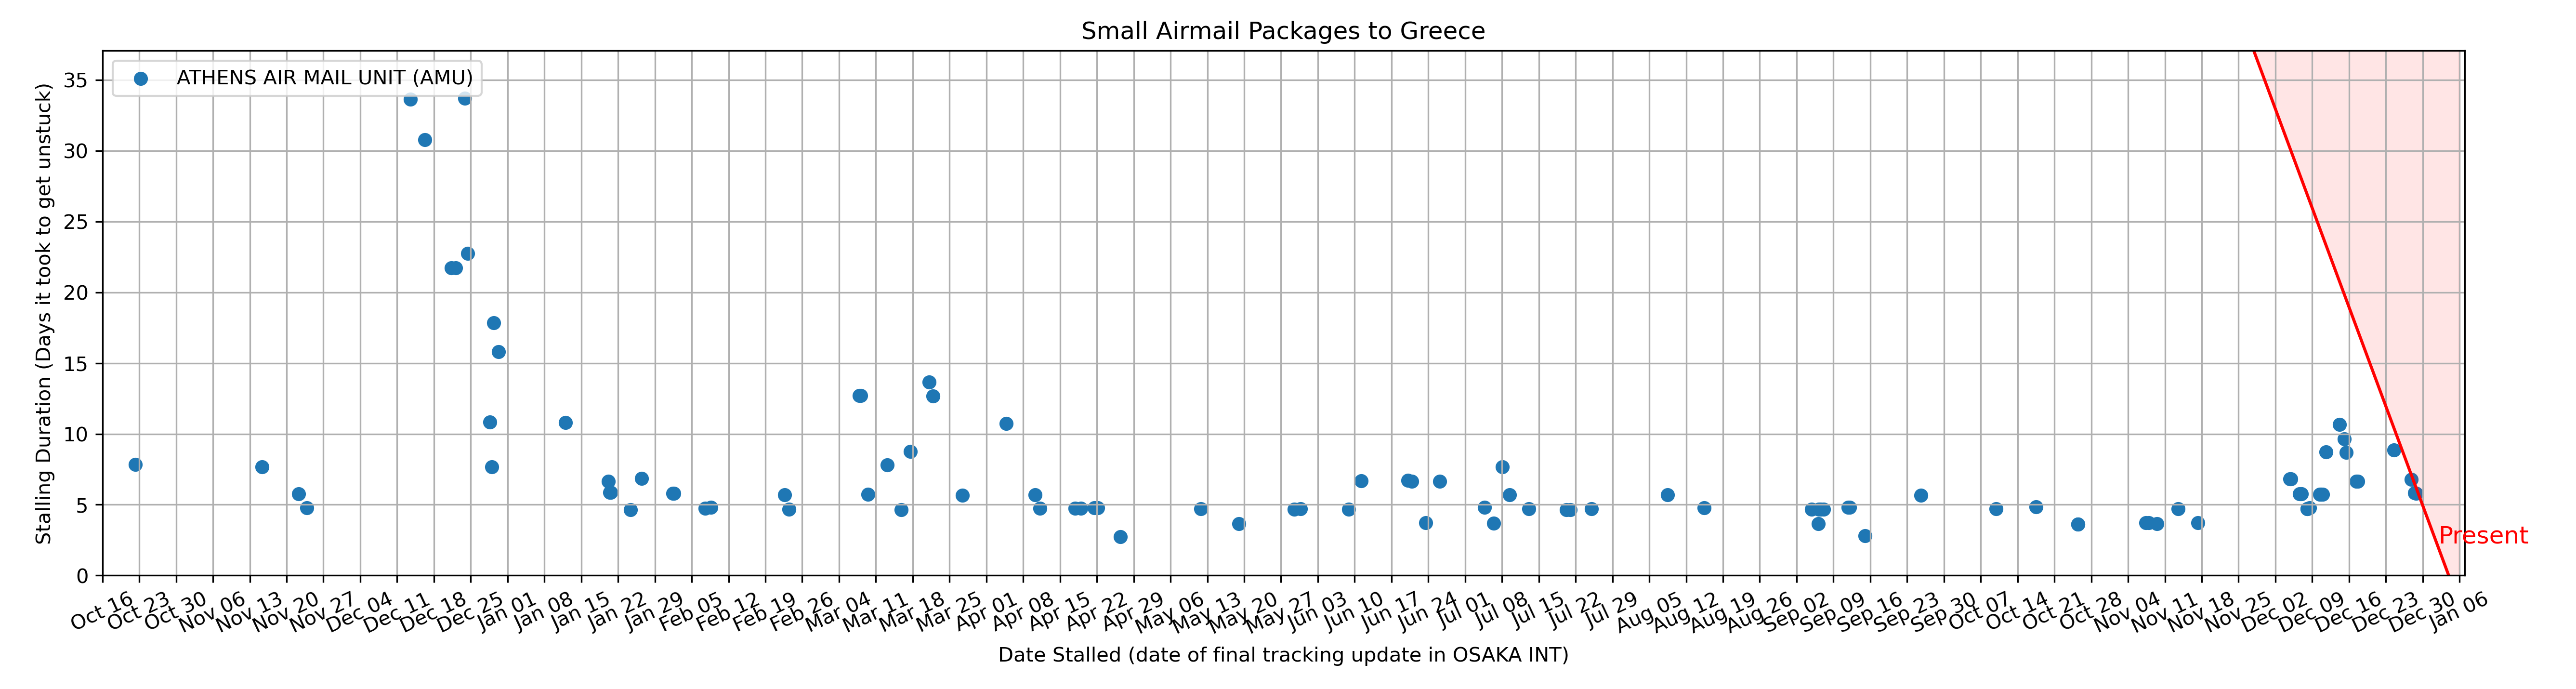 Small Airmail Packages to Greece
ATHENS AIR MAIL UNIT (AMU)
Stalling Duration (Days it took to get unstuck)
35
30
25
20
15
10
5
0
Present
Oct 16 Oct 23 Oct 30 Nov 06 Nov 13 Nov 20 Nov 27 Dec 04 Dec 11 Dec 18 Dec 25 Jan 01 Jan 08 Jan 15 Jan 22 Jan 29 Feb 05 Feb 12 Feb 19 Feb 26 Mar 04 Mar 11 Mar 18 Mar 25 Apr 01 Apr 08 Apr 15 Apr 22 Apr 29 May 06 May 13 May 20 May 27 Jun 03 Jun 10 Jun 17 Jun 24 Jul 01 Jul 08 Jul 15 Jul 22 Jul 29 Aug 05 Aug 12 Aug 19 Aug 26 Sep 02 Sep 09 Sep 16 Sep 23 Sep 30 Oct 07 Oct 14 Oct 21 Oct 28 Nov 04 Nov 11 Nov 18 Nov 25 Dec 02 Dec 09 Dec 16 Dec 23 Dec 30 Jan 06
Date Stalled (date of final tracking update in OSAKA INT)